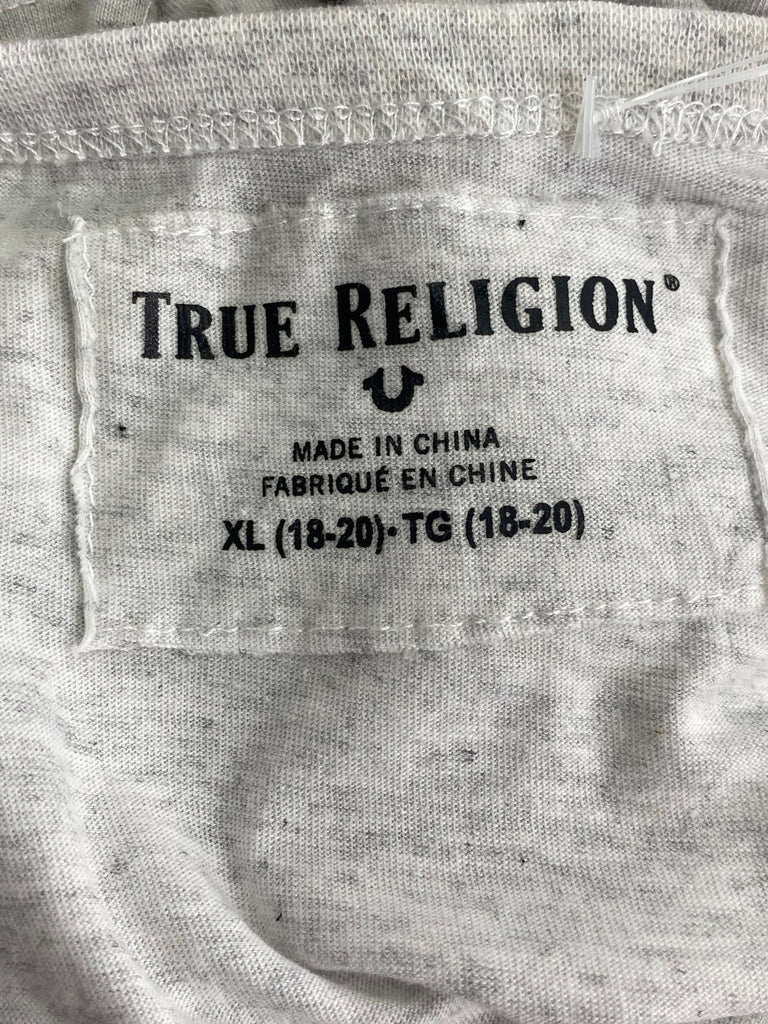 TRUE RELIGION®
MADE IN CHINA
FABRIQUÉ EN CHINE
XL (18-20)•TG (18-20)